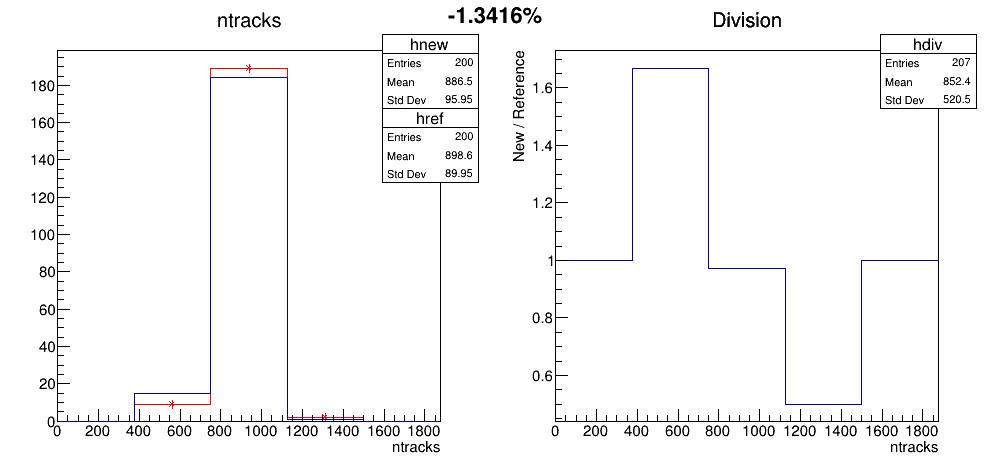 -1.3416%
ntracks
hnew
Entries 200
Mean 886.5
Std Dev 95.95
href
Entries 200
Mean 898.6
Std Dev 89.95
180
160
140
120
100
80
60
40
20
0
0 200 400 600 800 1000 1200 1400 1600 1800
ntracks
Division
hdiv
Entries 207
Mean 852.4
Std Dev 520.5
New / Reference
1.6
1.4
1.2
1
0.8
0.6
0 200 400 600 800 1000 1200 1400 1600 1800
ntracks